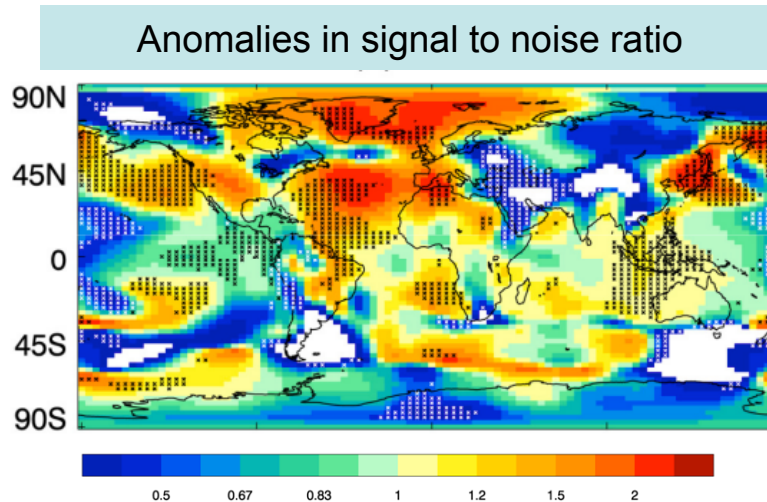 Anomalies in signal to noise ratio
90N
45N
0
45S
90S
0.5 0.67 0.83 1 1.2 1.5 2